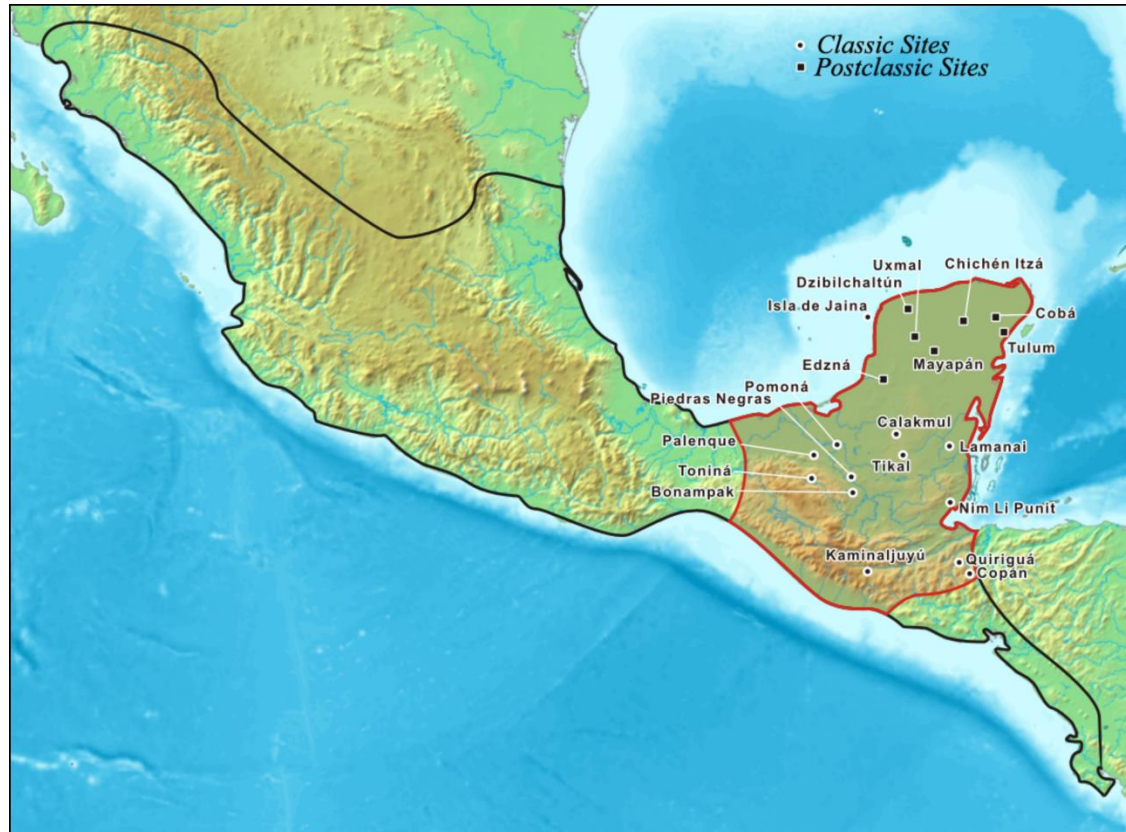 Classic Sites
Postclassic Sites
Uxmal
Chichén Itzá
Dzibilchaltún
Isla de Jaina
Cobá
Tulum
Mayapán
Edzná
Pomoná
Piedras Negras
Calakmul
Palenque
Lamanai
Tikal
Toniná
Bonampak
Nim Li Punit
Kaminaljuyú
Quiriguá
Copán